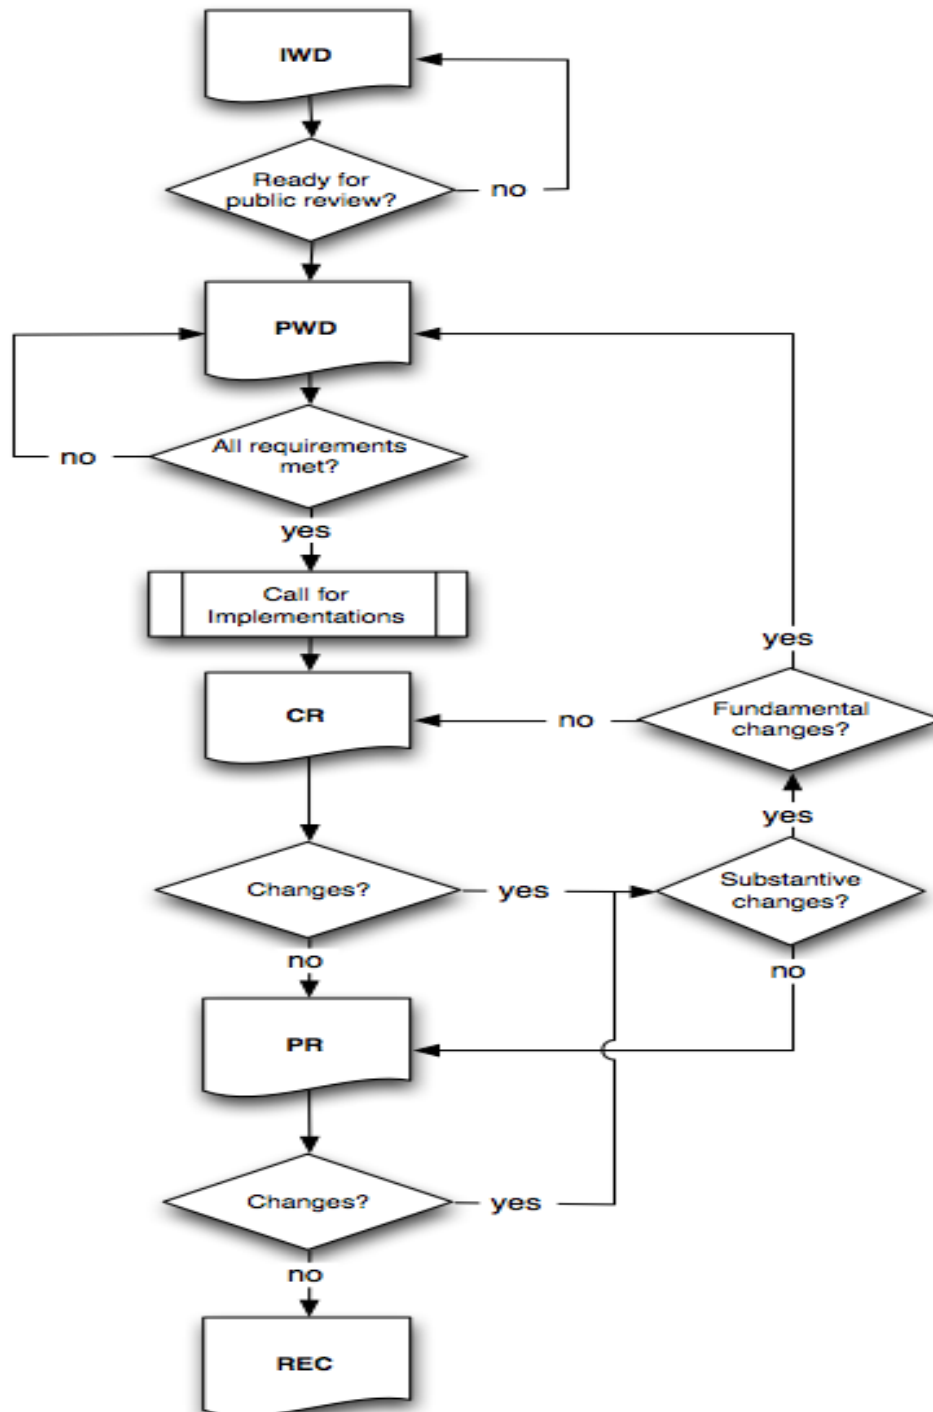 IWD
Ready for
public review?
no
PWD
All requirements
met?
no
yes
Call for
Implementations
yes
CR
no
Fundamental
changes?
yes
Changes?
yes
Substantive
changes?
no
no
PR
Changes?
yes
no
REC